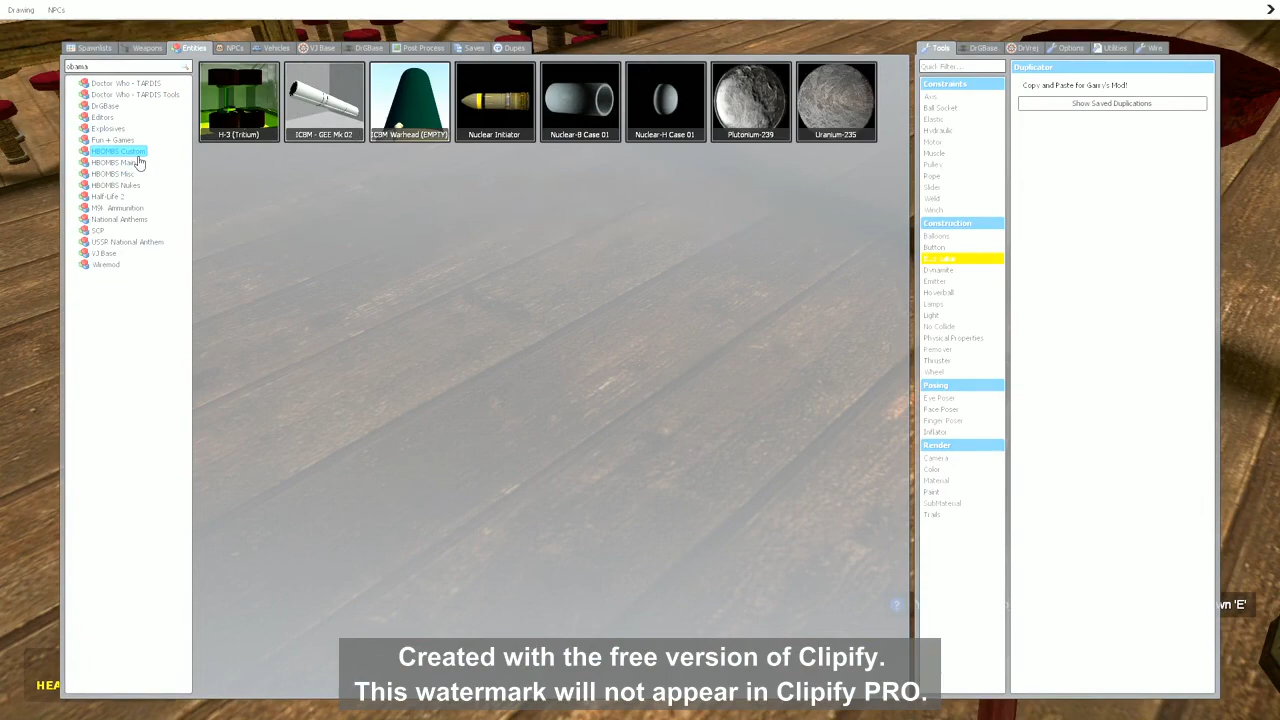 Drawing NPCs
Spawnlists Weapons Entities NPCs Vehicles VJ Base DrGBase Post Process Saves Dupes
obama
Doctor Who - TARDIS
Doctor Who - TARDIS Tools
DrGBase
Editors
Explosives
Fun + Games
HBOMBS Custom
HBOMBS Main
HBOMBS Misc
HBOMBS Nukes
Half-Life 2
M9K Ammunition
National Anthems
SCP
USSR National Anthem
VJ Base
Wiremod
H-3 (Tritium) ICBM - GEE Mk 02 ICBM Warhead (EMPTY) Nuclear Initiator Nuclear-B Case 01 Nuclear-H Case 01 Plutonium-239 Uranium-235
Tools DrGBase Options Utilities Wire
Quick Filter...
Constraints
Axis
Ball Socket
Elastic
Hydraulic
Motor
Muscle
Pulley
Rope
Slider
Weld
Winch
Construction
Balloons
Button
Duplicator
Dynamite
Emitter
Hoverball
Lamps
Light
No Collide
Physical Properties
Remover
Thruster
Wheel
Posing
Eye Poser
Face Poser
Finger Poser
Inflator
Render
Camera
Color
Material
Paint
SubMaterial
Trails
Duplicator
Copy and Paste for Garry's Mod!
Show Saved Duplications
wn 'E'
HEA
Created with the free version of Clipify.
This watermark will not appear in Clipify PRO.